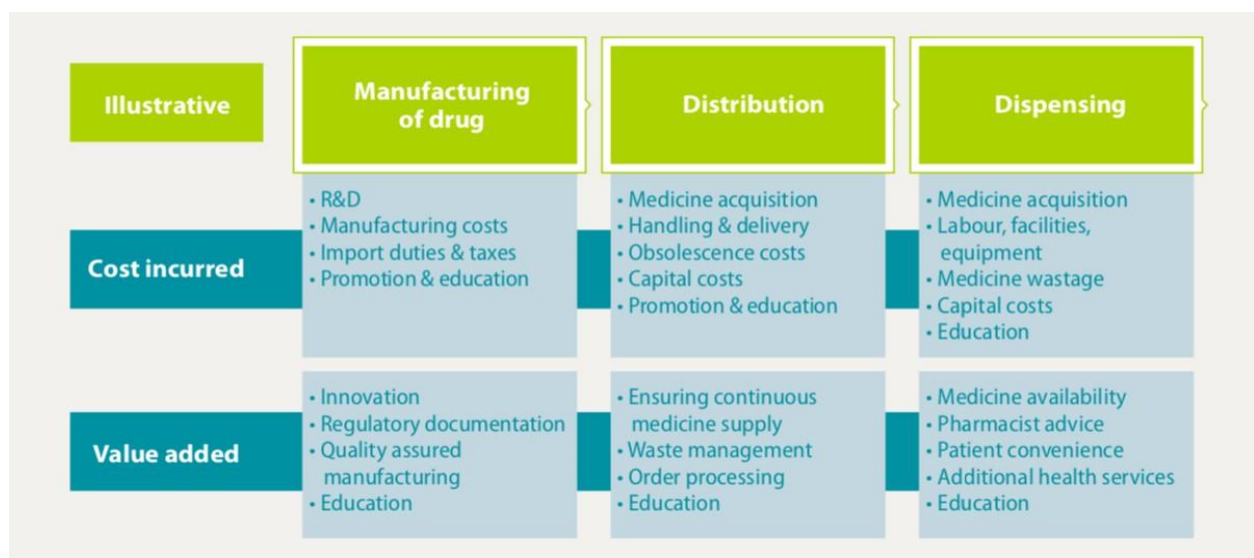 Illustrative
Manufacturing
of drug
Distribution
Dispensing
Cost incurred
• R&D
• Manufacturing costs
• Import duties & taxes
• Promotion & education
• Medicine acquisition
• Handling & delivery
• Obsolescence costs
• Capital costs
• Promotion & education
• Medicine acquisition
• Labour, facilities,
equipment
• Medicine wastage
• Capital costs
• Education
Value added
• Innovation
• Regulatory documentation
• Quality assured
manufacturing
• Education
• Ensuring continuous
medicine supply
• Waste management
• Order processing
• Education
• Medicine availability
• Pharmacist advice
• Patient convenience
• Additional health services
• Education